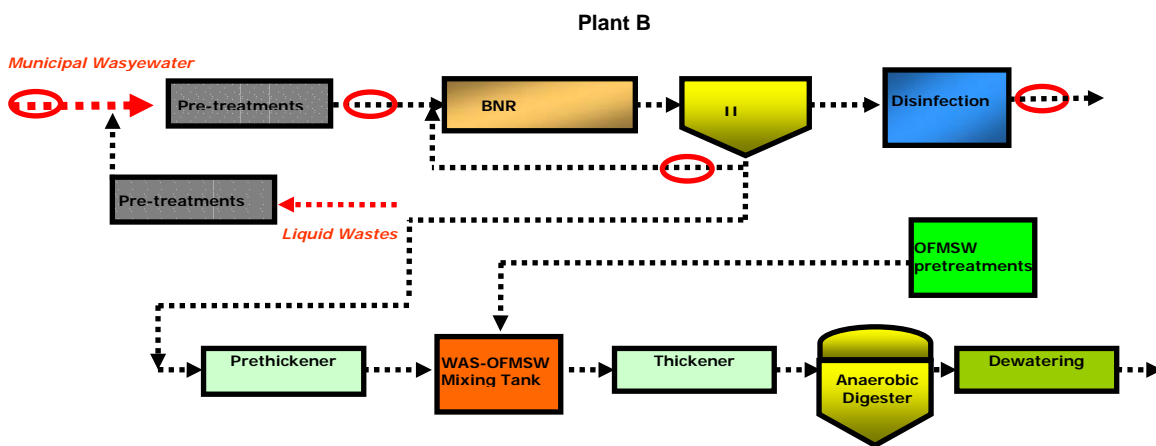 Plant B
Municipal Wasyewater
Pre-treatments
BNR
II
Disinfection
Pre-treatments
Liquid Wastes
OFMSW
pretreatments
Prethickener
WAS-OFMSW
Mixing Tank
Thickener
Anaerobic
Digester
Dewatering